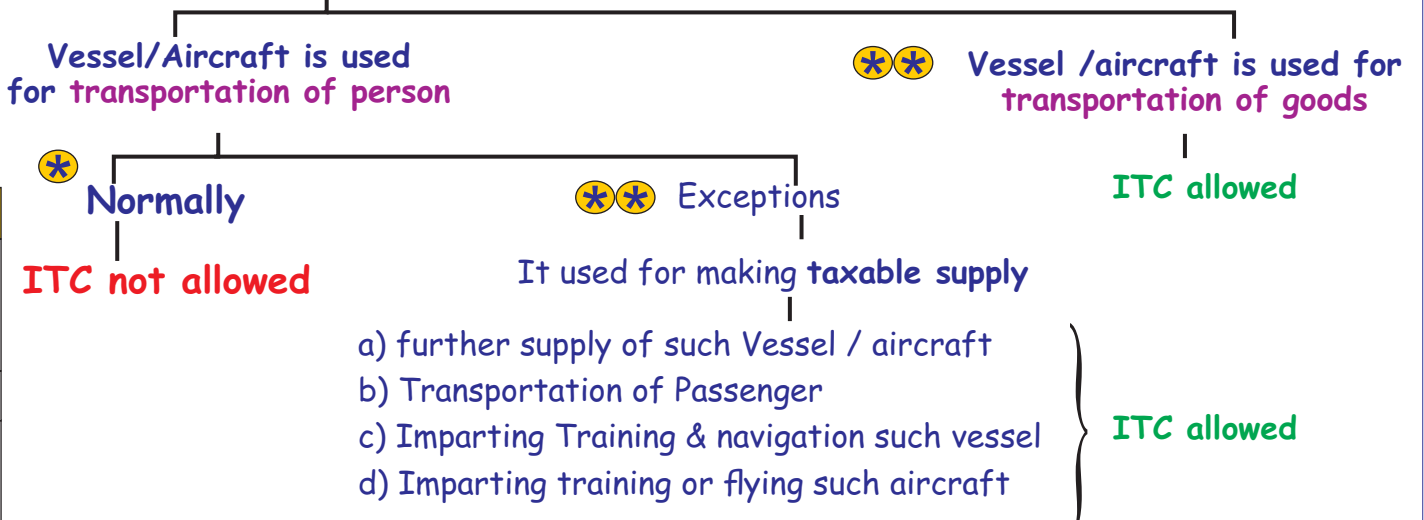 Vessel/Aircraft is used
for transportation of person
** Vessel /aircraft is used for
transportation of goods
ITC allowed
* Normally
ITC not allowed
** Exceptions
It used for making taxable supply
a) further supply of such Vessel / aircraft
b) Transportation of Passenger
c) Imparting Training & navigation such vessel
d) Imparting training or flying such aircraft
ITC allowed